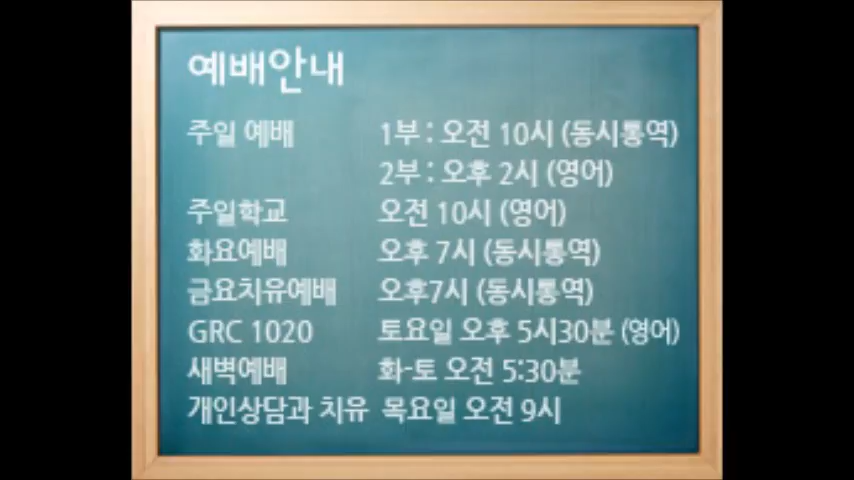 예배안내
주일 예배 1부 : 오전 10시 (동시통역)
2부 : 오후 2시 (영어)
주일학교 오전 10시 (영어)
화요예배 오후 7시 (동시통역)
금요치유예배 오후7시 (동시통역)
GRC 1020 토요일 오후 5시30분 (영어)
새벽예배 화-토 오전 5:30분
개인상담과 치유 목요일 오전 9시